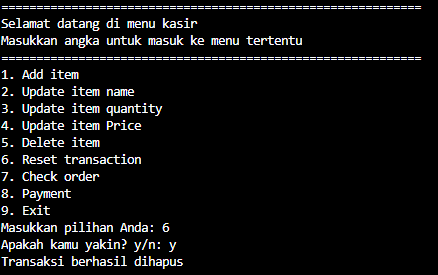 ============================================================
Selamat datang di menu kasir
Masukkan angka untuk masuk ke menu tertentu
============================================================
1. Add item
2. Update item name
3. Update item quantity
4. Update item Price
5. Delete item
6. Reset transaction
7. Check order
8. Payment
9. Exit
Masukkan pilihan Anda: 6
Apakah kamu yakin? y/n: y
Transaksi berhasil dihapus